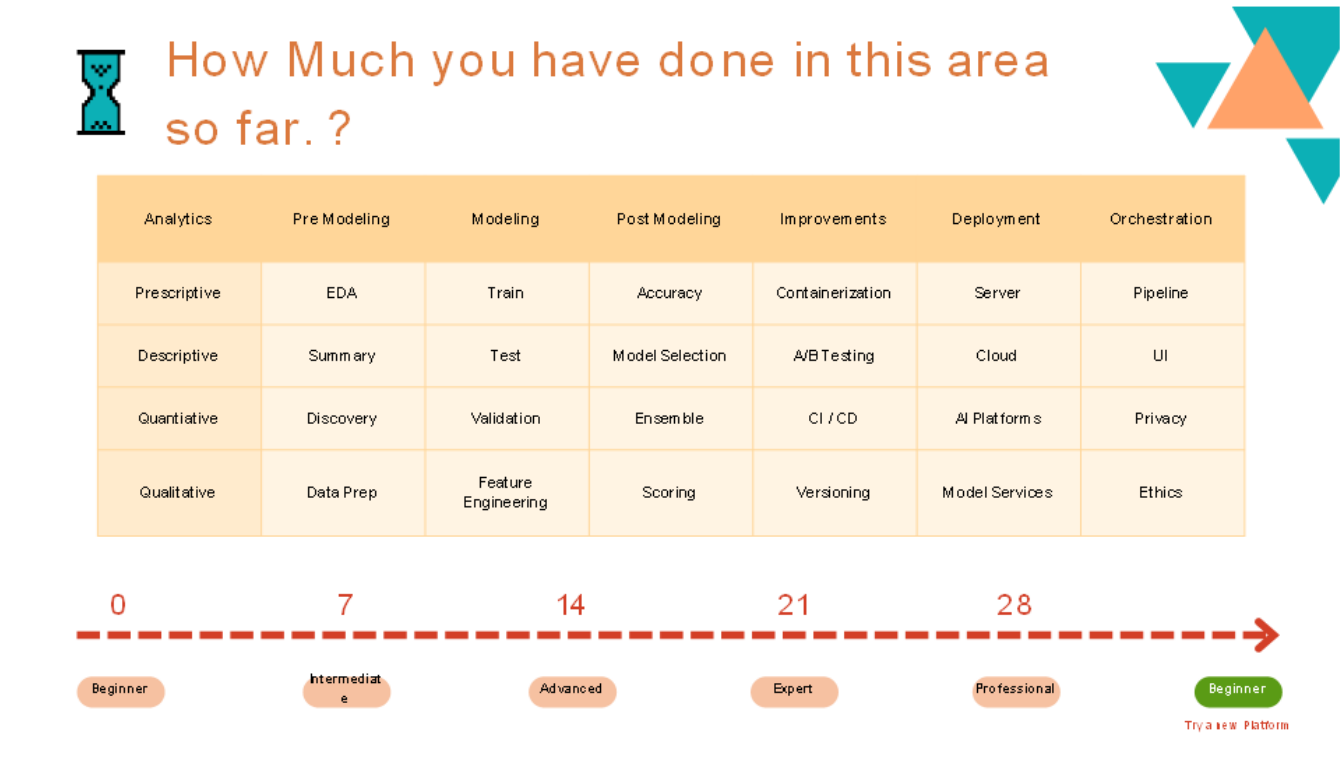 How Much you have done in this area
so far. ?
Analytics Pre Modeling Modeling Post Modeling Improvements Deployment Orchestration
Prescriptive EDA Train Accuracy Containerization Server Pipeline
Descriptive Summary Test Model Selection A/B Testing Cloud UI
Quantiative Discovery Validation Ensemble CI / CD AI Platforms Privacy
Qualitative Data Prep Feature
Engineering Scoring Versioning Model Services Ethics
0 7 14 21 28
Beginner Intermediat
e Advanced Expert Professional Beginner
Try a new Platform